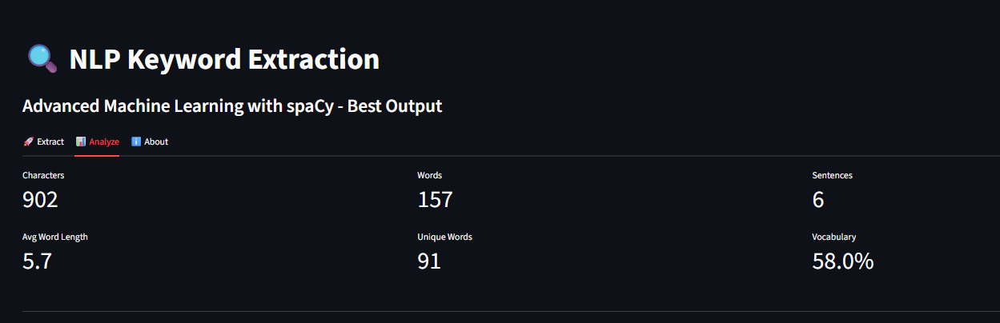 NLP Keyword Extraction
Advanced Machine Learning with spaCy - Best Output
Extract Analyze About
Characters Words Sentences
902 157 6
Avg Word Length Unique Words Vocabulary
5.7 91 58.0%